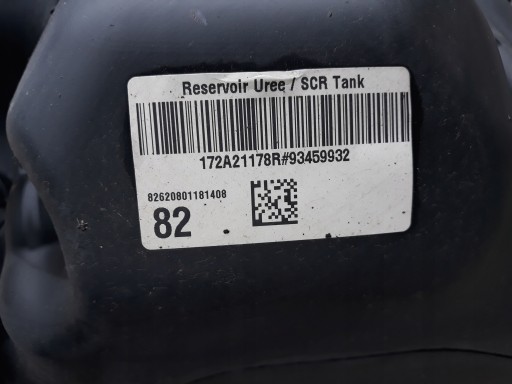 Reservoir Uree / SCR Tank
172A21178R#93459932
82620801181408
82